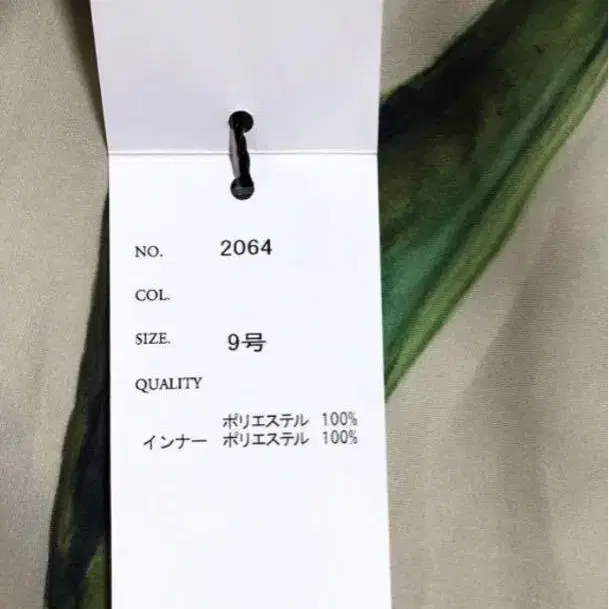 NO. 2064
COL.
SIZE. 9号
QUALITY
ポリエステル 100%
インナー ポリエステル 100%